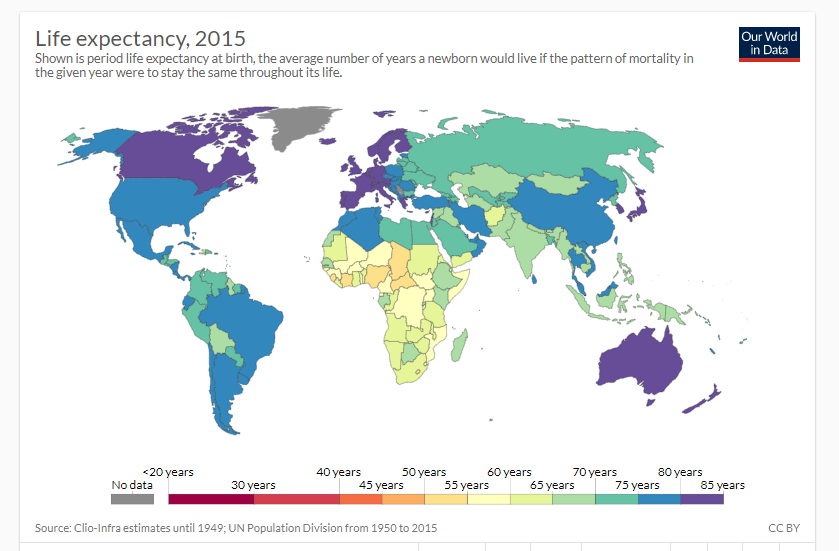 Life expectancy, 2015
Shown is period life expectancy at birth, the average number of years a newborn would live if the pattern of mortality in
the given year were to stay the same throughout its life.
Our World
in Data
<20 years 40 years 50 years 60 years 70 years 80 years
No data 30 years 45 years 55 years 65 years 75 years 85 years
Source: Clio-Infra estimates until 1949; UN Population Division from 1950 to 2015
CC BY